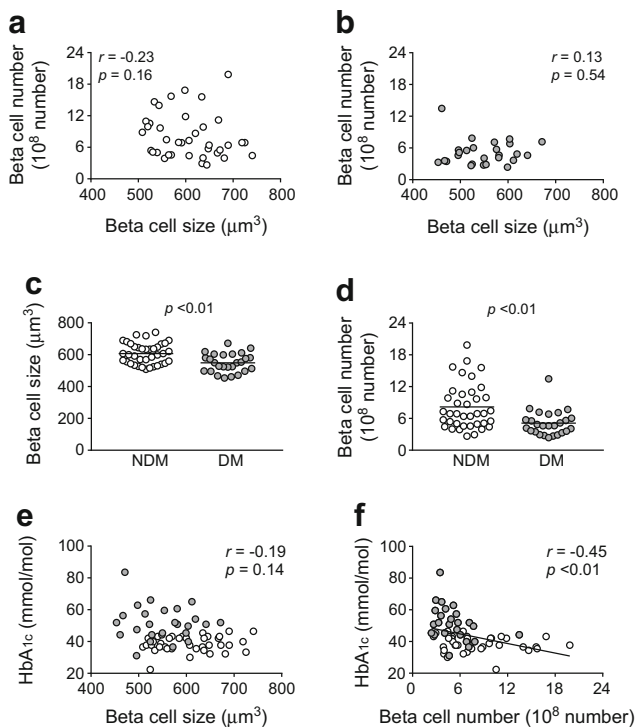 a
b
r = -0.23
p = 0.16
r = 0.13
p = 0.54
Beta cell number
(10⁸ number)
24
18
12
6
0
400 500 600 700 800
Beta cell size (μm³)
Beta cell number
(10⁸ number)
24
18
12
6
0
400 500 600 700 800
Beta cell size (μm³)
c
d
p <0.01
Beta cell size (μm³)
800
600
400
200
0
NDM DM
p <0.01
Beta cell number
(10⁸ number)
24
18
12
6
0
NDM DM
e
f
r = -0.19
p = 0.14
HbA1c (mmol/mol)
100
80
60
40
20
400 500 600 700 800
Beta cell size (μm³)
r = -0.45
p <0.01
HbA1c (mmol/mol)
100
80
60
40
20
0 6 12 18 24
Beta cell number (10⁸ number)